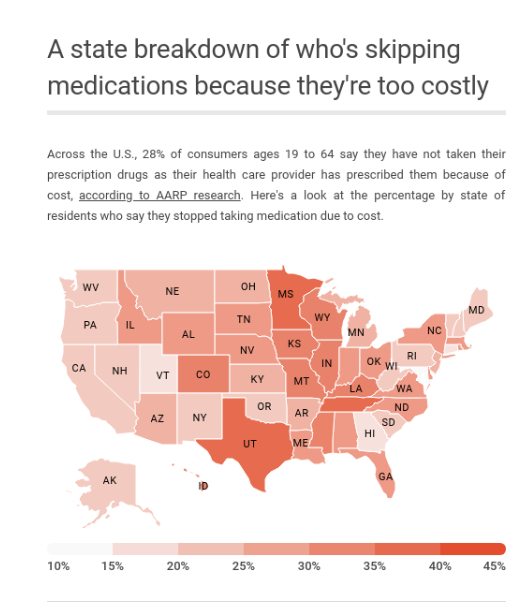 A state breakdown of who's skipping
medications because they're too costly
Across the U.S., 28% of consumers ages 19 to 64 say they have not taken their
prescription drugs as their health care provider has prescribed them because of
cost, according to AARP research. Here's a look at the percentage by state of
residents who say they stopped taking medication due to cost.
WV NE OH MS MD
PA IL TN WY MN NC
AL NV KS OK RI
CA NH VT CO KY MT IN LA WI WA
AZ NY OR AR ND
UT ME HI SD
AK ID GA
10% 15% 20% 25% 30% 35% 40% 45%